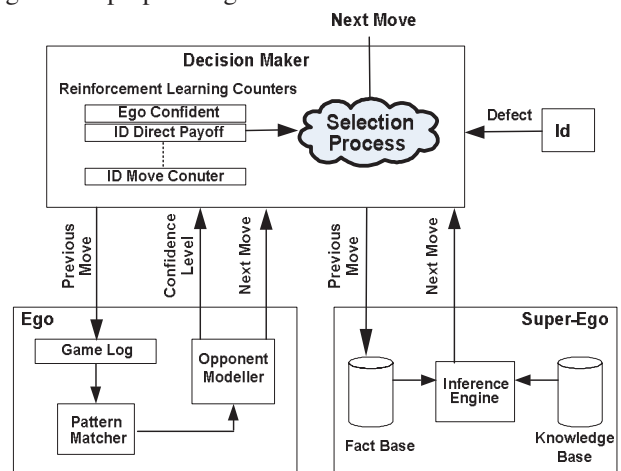 Next Move
Decision Maker
Reinforcement Learning Counters
Ego Confident
ID Direct Payoff
ID Move Conuter
Selection
Process
Defect
Id
Previous
Move
Confidence
Level
Next Move
Previous
Move
Next Move
Ego
Game Log
Pattern
Matcher
Opponent
Modeller
Super-Ego
Inference
Engine
Fact Base
Knowledge
Base